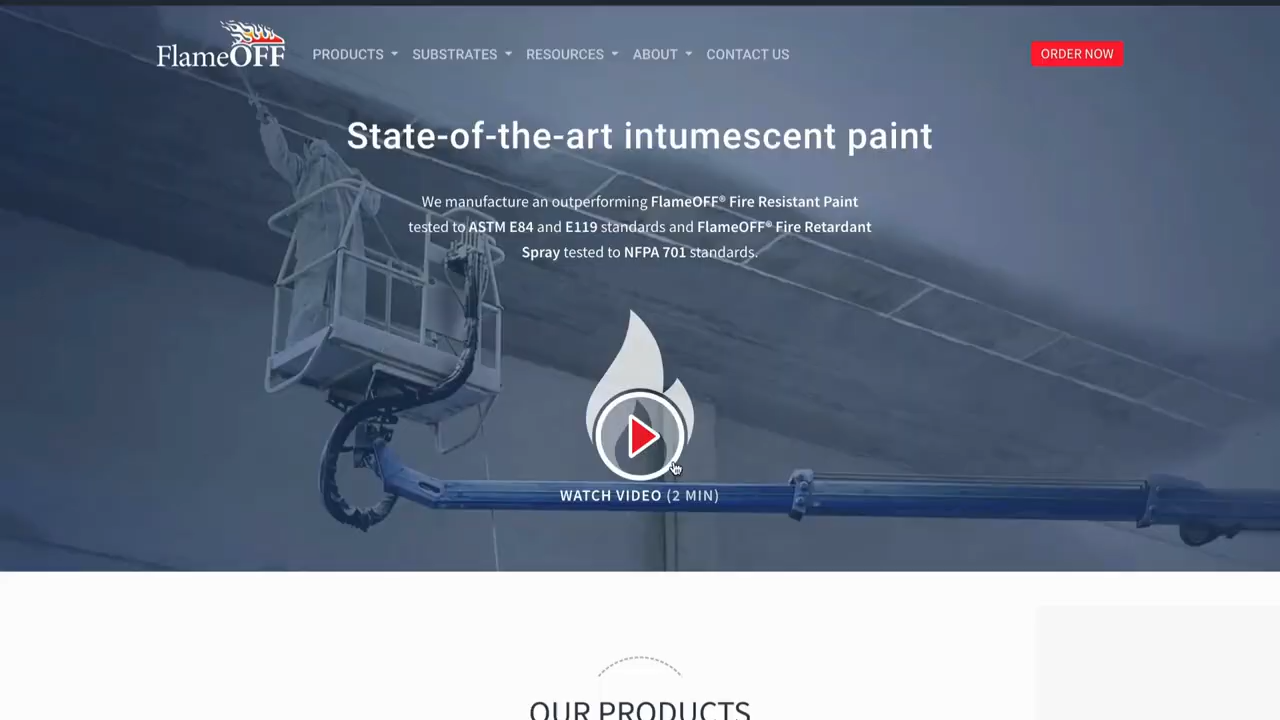 FlameOFF
PRODUCTS
SUBSTRATES
RESOURCES
ABOUT
CONTACT US
ORDER NOW
State-of-the-art intumescent paint
We manufacture an outperforming FlameOFF® Fire Resistant Paint
tested to ASTM E84 and E119 standards and FlameOFF® Fire Retardant
Spray tested to NFPA 701 standards.
WATCH VIDEO (2 MIN)
OUR PRODUCTS